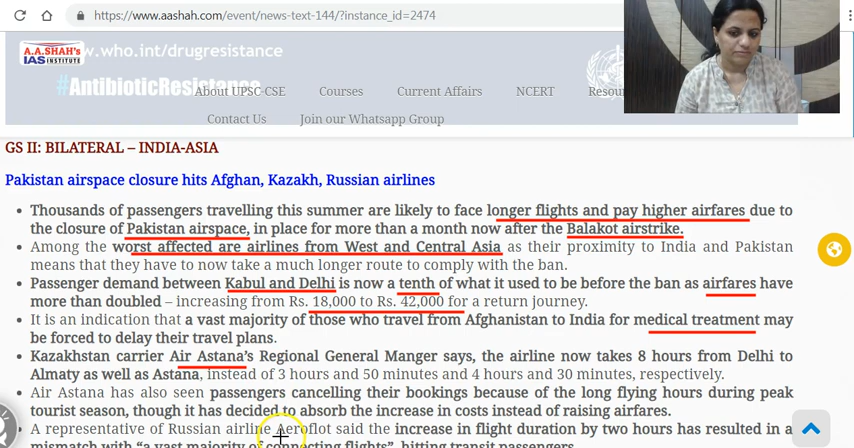 https://www.aashah.com/event/news-text-144/?instance_id=2474
A.A.SHAH's
IAS INSTITUTE
w.who.int/drugresistance
#AntibioticResistance
About UPSC-CSE Courses Current Affairs NCERT Resou
Contact Us Join our Whatsapp Group
GS II: BILATERAL – INDIA-ASIA
Pakistan airspace closure hits Afghan, Kazakh, Russian airlines
• Thousands of passengers travelling this summer are likely to face longer flights and pay higher airfares due to
the closure of Pakistan airspace, in place for more than a month now after the Balakot airstrike.
• Among the worst affected are airlines from West and Central Asia as their proximity to India and Pakistan
means that they have to now take a much longer route to comply with the ban.
• Passenger demand between Kabul and Delhi is now a tenth of what it used to be before the ban as airfares have
more than doubled – increasing from Rs. 18,000 to Rs. 42,000 for a return journey.
• It is an indication that a vast majority of those who travel from Afghanistan to India for medical treatment may
be forced to delay their travel plans.
• Kazakhstan carrier Air Astana's Regional General Manger says, the airline now takes 8 hours from Delhi to
Almaty as well as Astana, instead of 3 hours and 50 minutes and 4 hours and 30 minutes, respectively.
• Air Astana has also seen passengers cancelling their bookings because of the long flying hours during peak
tourist season, though it has decided to absorb the increase in costs instead of raising airfares.
• A representative of Russian airline Aeroflot said the increase in flight duration by two hours has resulted in a
mismatch with "a vast majority of connecting flights", hitting transit passengers.